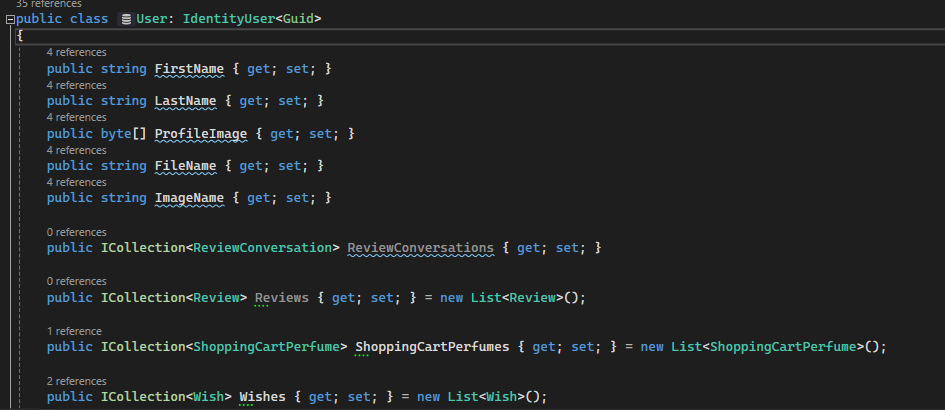 35 references
public class User: IdentityUser<Guid>
{
4 references
public string FirstName { get; set; }
4 references
public string LastName { get; set; }
4 references
public byte[] ProfileImage { get; set; }
4 references
public string FileName { get; set; }
4 references
public string ImageName { get; set; }
0 references
public ICollection<ReviewConversation> ReviewConversations { get; set; }
0 references
public ICollection<Review> Reviews { get; set; } = new List<Review>();
1 reference
public ICollection<ShoppingCartPerfume> ShoppingCartPerfumes { get; set; } = new List<ShoppingCartPerfume>();
2 references
public ICollection<Wish> Wishes { get; set; } = new List<Wish>();